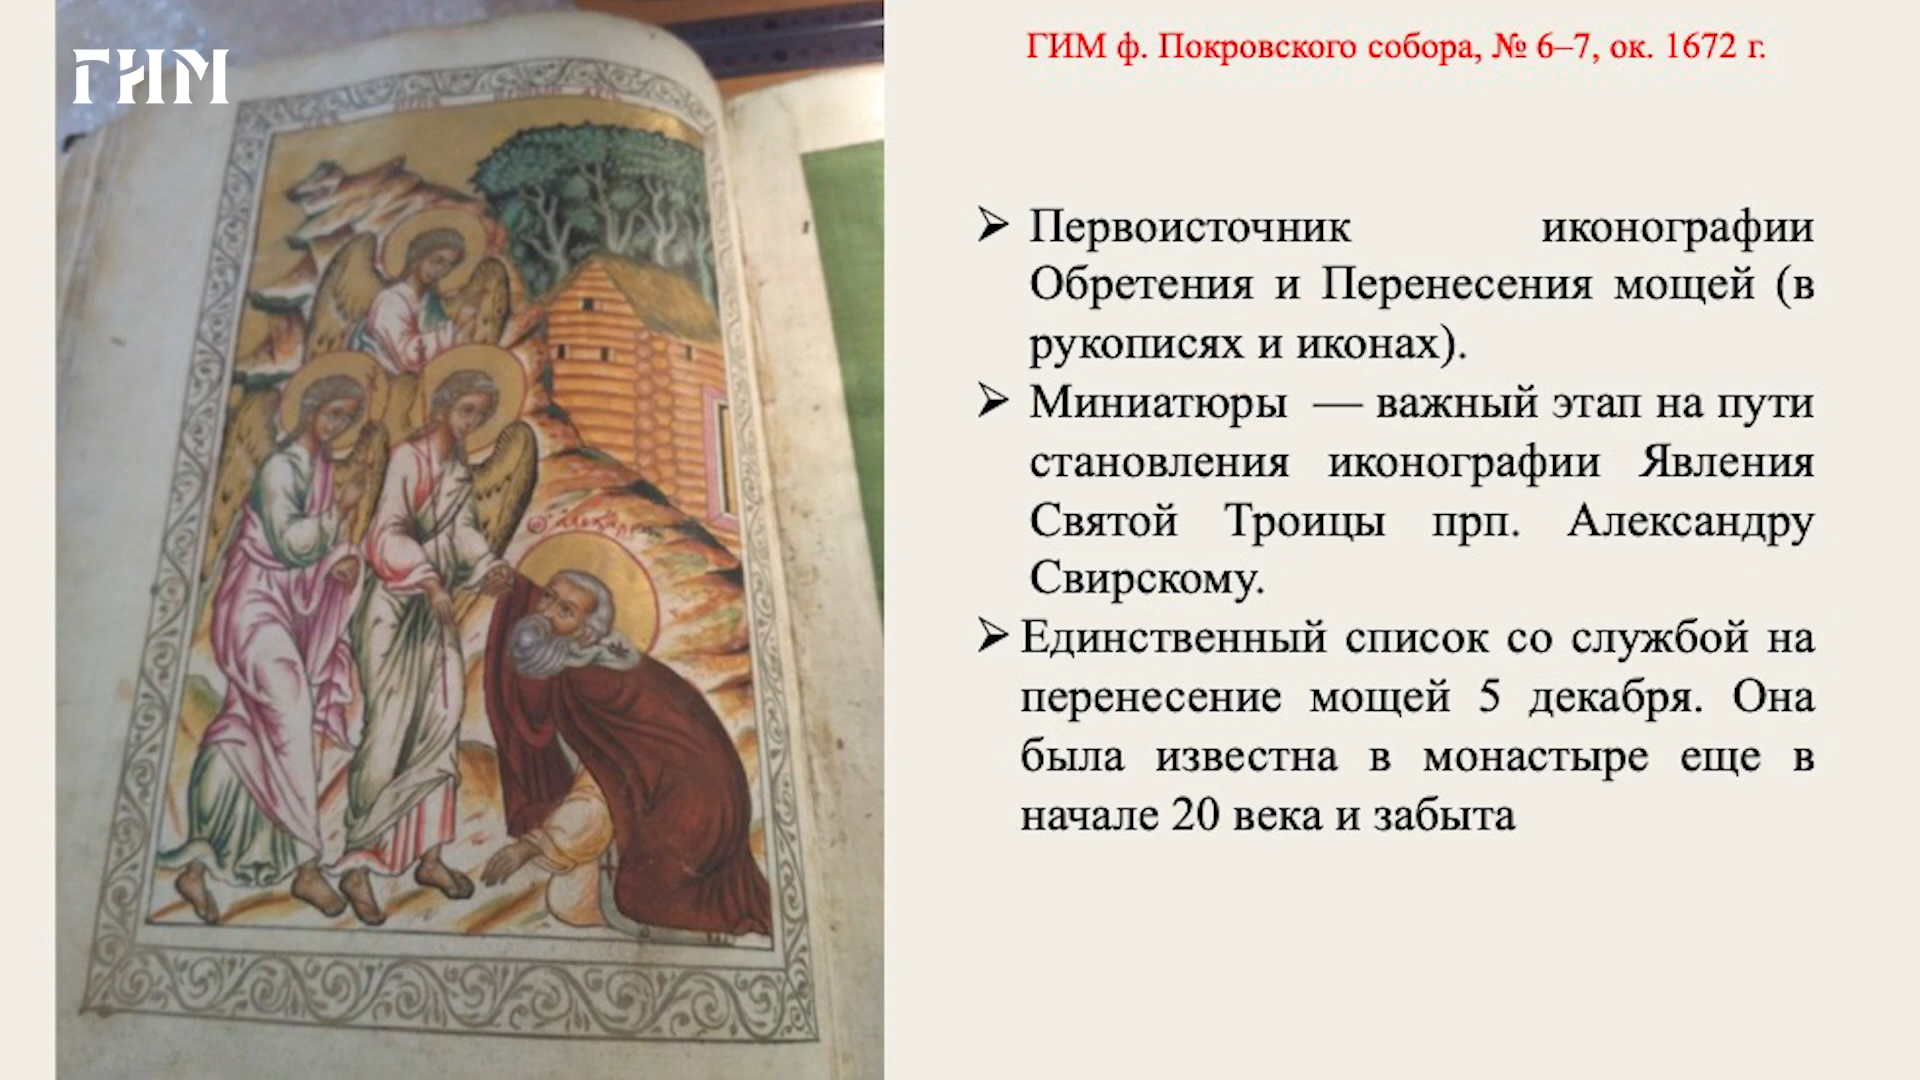 ГИМ
ГИМ ф. Покровского собора, № 6–7, ок. 1672 г.
➢ Первоисточник иконографии
Обретения и Перенесения мощей (в
рукописях и иконах).
➢ Миниатюры — важный этап на пути
становления иконографии Явления
Святой Троицы прп. Александру
Свирскому.
➢ Единственный список со службой на
перенесение мощей 5 декабря. Она
была известна в монастыре еще в
начале 20 века и забыта